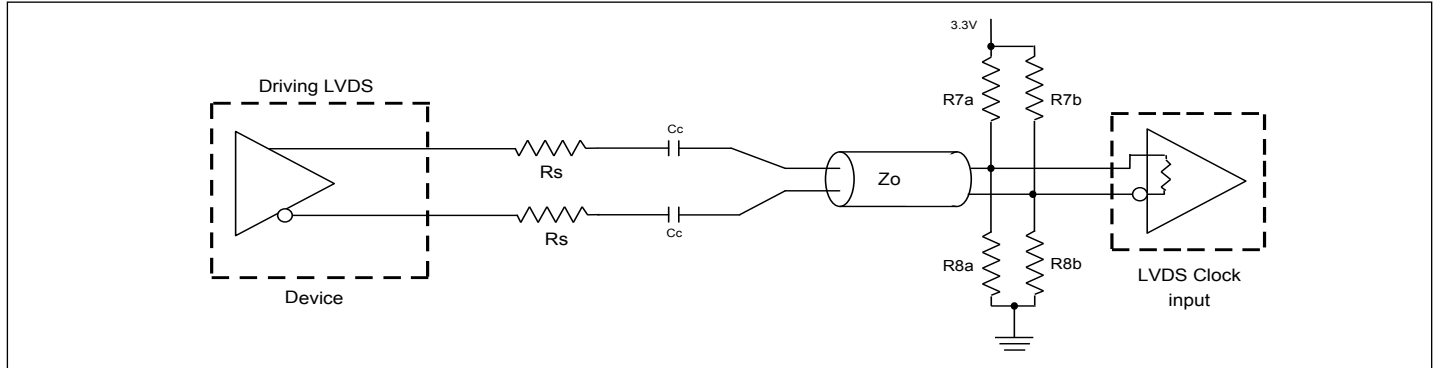 3.3V
Driving LVDS
R7a
R7b
Cc
Rs
Zo
Rs
Cc
R8a
R8b
LVDS Clock
input
Device